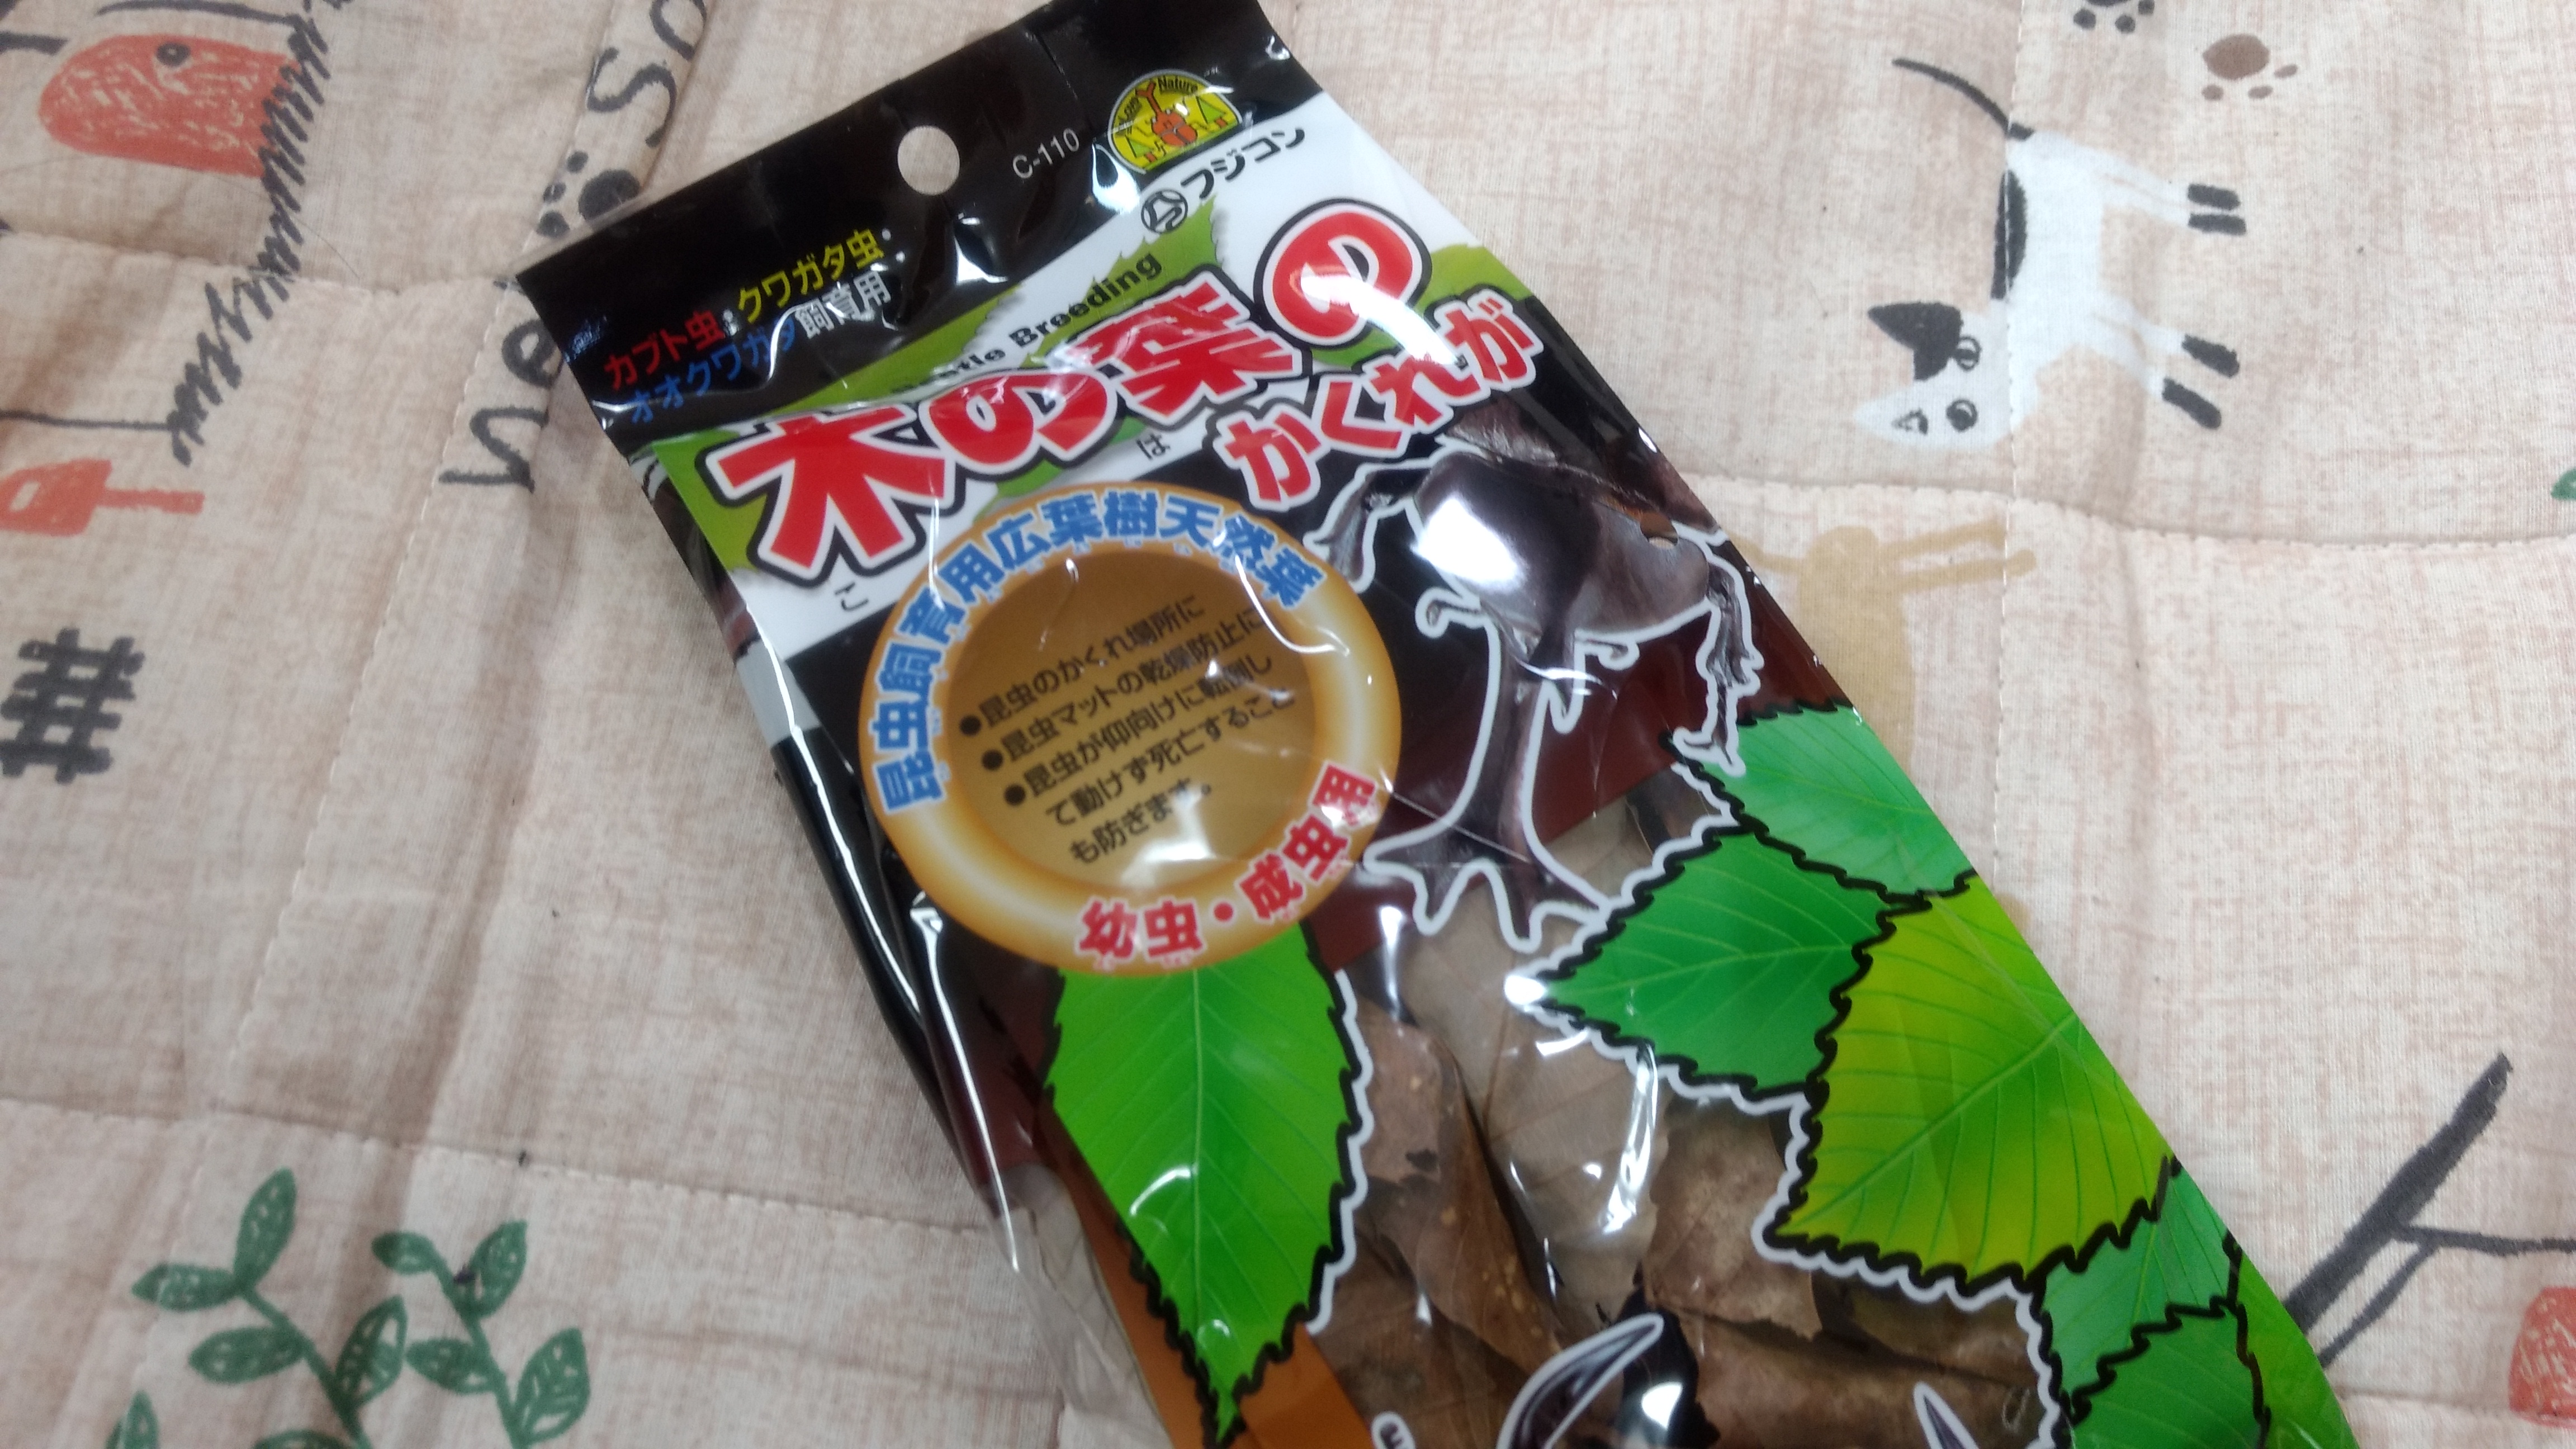 C-110
Nature
フジコン
カブト虫・クワガタ虫・
オオクワガタ飼育用
Beetle Breeding
木の葉の
かくれが
こ
は
昆虫飼育用広葉樹天然葉
●昆虫のかくれ場所に
●昆虫マットの乾燥防止に
●昆虫が仰向けに転倒し
て動けず死亡すること
も防ぎます。
幼虫・成虫用